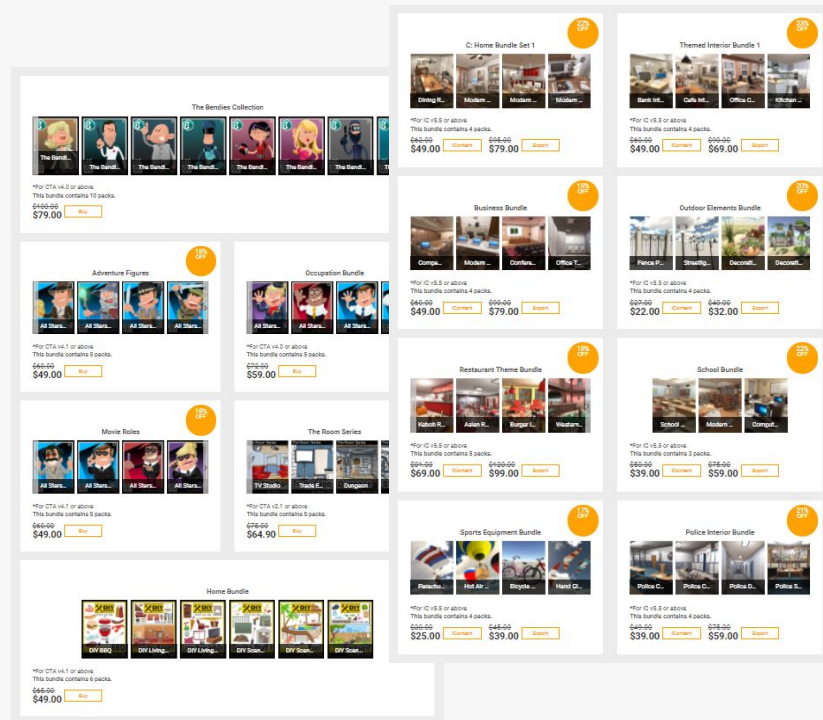 The Bendies Collection
The Bendi...
The Bendi...
The Bendi...
The Bendi...
The Bendi...
The Bendi...
The Bendi...
*For CTA v4.0 or above
This bundle contains 10 packs.
$79.00
Buy
18% OFF
Adventure Figures
All Stars...
All Stars...
All Stars...
All Stars...
*For CTA v4.1 or above
This bundle contains 5 packs.
$60.00
$49.00
Buy
Occupation Bundle
All Stars...
All Stars...
All Stars...
*For CTA v4.0 or above
This bundle contains 5 packs.
$72.00
$59.00
Buy
18% OFF
Movie Roles
All Stars...
All Stars...
All Stars...
All Stars...
*For CTA v4.1 or above
This bundle contains 5 packs.
$60.00
$49.00
Buy
The Room Series
TV Studio
Trade E...
Dungeon
*For CTA v2.1 or above
This bundle contains 5 packs.
$75.00
$64.90
Buy
Home Bundle
DIY BBQ
DIY Living...
DIY Living...
DIY Scen...
DIY Scen...
DIY Scen...
*For CTA v4.1 or above
This bundle contains 6 packs.
$66.00
$49.00
Buy
22% OFF
C: Home Bundle Set 1
Dining R...
Modern ...
Modern ...
Modern ...
*For IC v5.5 or above
This bundle contains 4 packs.
$49.00
iContent
$95.00
$79.00
Export
23% OFF
Themed Interior Bundle 1
Bank Int...
Cafe Int...
Office C...
Kitchen ...
*For IC v5.5 or above
This bundle contains 4 packs.
$60.00
$49.00
iContent
$90.00
$69.00
Export
18% OFF
Business Bundle
Compa...
Modern ...
Confere...
Office T...
*For IC v5.5 or above
This bundle contains 4 packs.
$60.00
$49.00
iContent
$90.00
$79.00
Export
20% OFF
Outdoor Elements Bundle
Fence P...
Streetlig...
Decorati...
Decorati...
*For IC v5.5 or above
This bundle contains 4 packs.
$27.00
$22.00
iContent
$40.00
$32.00
Export
18% OFF
Restaurant Theme Bundle
Kebob R...
Asian R...
Burger I...
Western...
*For IC v5.5 or above
This bundle contains 5 packs.
$69.00
iContent
$120.00
$99.00
Export
22% OFF
School Bundle
School ...
Modern ...
Comput...
*For IC v5.5 or above
This bundle contains 3 packs.
$50.00
$39.00
iContent
$75.00
$59.00
Export
17% OFF
Sports Equipment Bundle
Parachu...
Hot Air ...
Bicycle ...
Hand Gl...
*For IC v5.5 or above
This bundle contains 4 packs.
$30.00
$25.00
iContent
$45.00
$39.00
Export
21% OFF
Police Interior Bundle
Police C...
Police C...
Police D...
Police S...
*For IC v5.5 or above
This bundle contains 4 packs.
$49.00
$39.00
iContent
$75.00
$59.00
Export